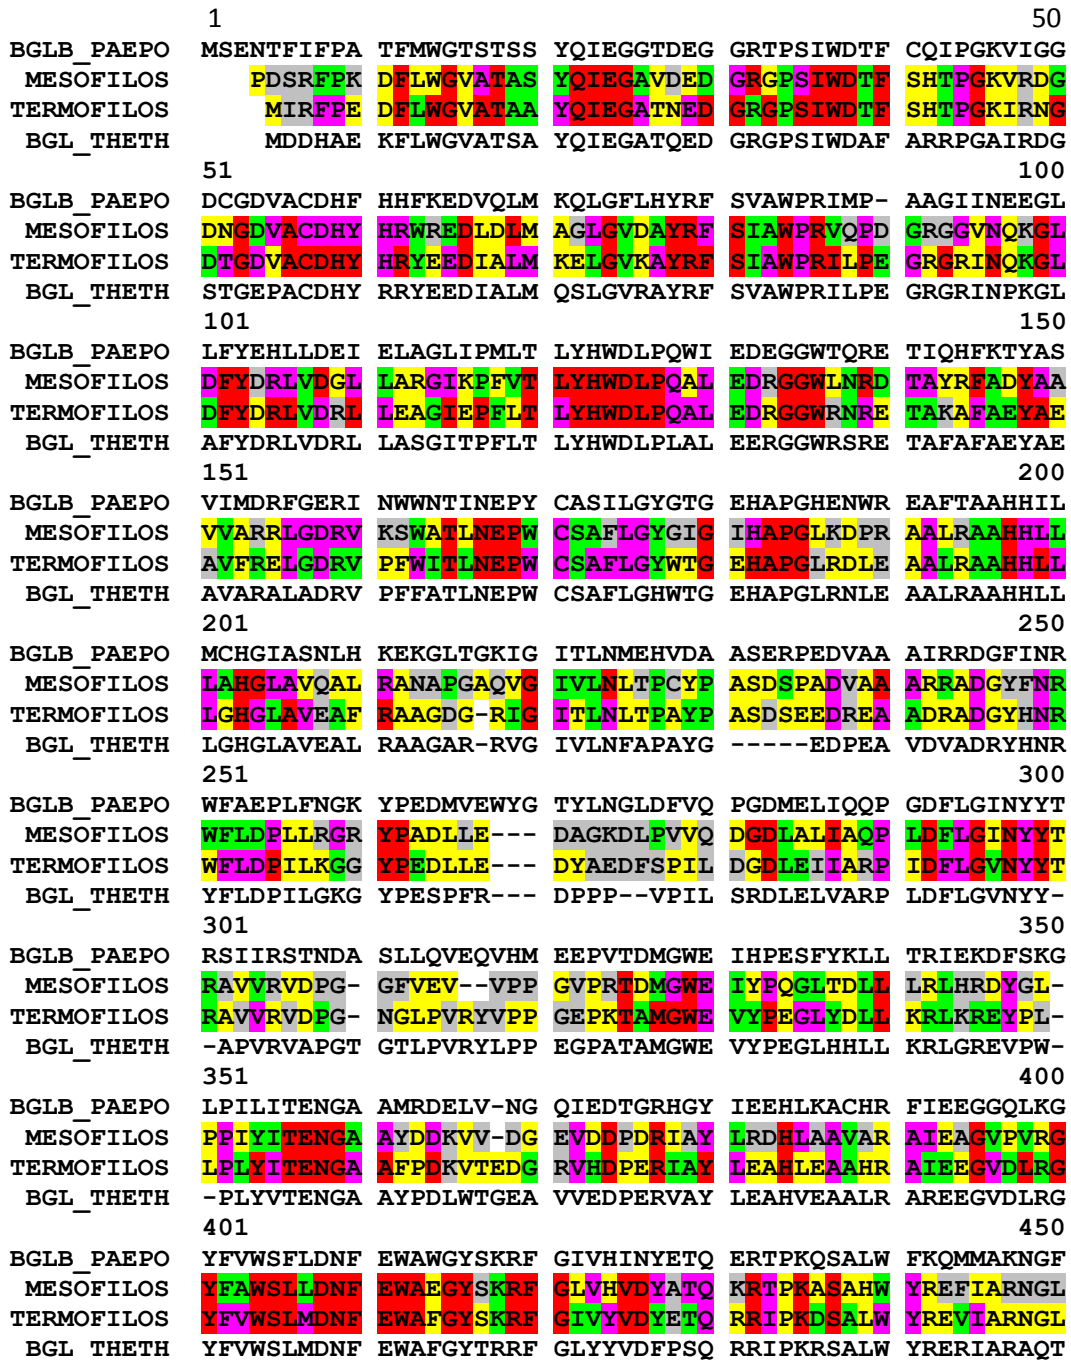 1 50
BGLB_PAEPO MSENTFIFPA TFMWGTSTSS YQIEGGTDEG GRTPSIWDTF CQIPGKVIGG
MESOFILOS PDSRFPK DFLWGVATAS YQIEGAVDED GRGPSIWDTF SHTPGKVRDG
TERMOFILOS MIRFPE DFLWGVATAA YQIEGATNED GRGPSIWDTF SHTPGKIRNG
BGL_THETH MDDHAE KFLWGVATSA YQIEGATQED GRGPSIWDAF ARRPGAIRDG
51 100
BGLB_PAEPO DCGDVACDHF HHFKEDVQLM KQLGFLHYRF SVAWPRIMP- AAGIINEEGL
MESOFILOS DNGDVACDHY HRWREDLDLM AGLGVDAYRF SIAWPRVQPD GRGGVNQKGL
TERMOFILOS DTGDVACDHY HRYEEDIALM KELGVKAYRF SIAWPRILPE GRGRINQKGL
BGL_THETH STGEPACDHY RRYEEDIALM QSLGVRAYRF SVAWPRILPE GRGRINPKGL
101 150
BGLB_PAEPO LFYEHLLDEI ELAGLIPMLT LYHWDLPQWI EDEGGWTQRE TIQHFKTYAS
MESOFILOS DFYDRLVDGL LARGIKPFVT LYHWDLPQAL EDRGGWLNRD TAYRFADYAA
TERMOFILOS DFYDRLVDRL LEAGIEPFLT LYHWDLPQAL EDRGGWRNRE TAKAFAEYAE
BGL_THETH AFYDRLVDRL LASGITPFLT LYHWDLPLAL EERGGWRSRE TAFAFAEYAE
151 200
BGLB_PAEPO VIMDRFGERI NWWNTINEPY CASILGYGTG EHAPGHENWR EAFTAAHHIL
MESOFILOS VVARRLGDRV KSWATLNEPW CSAFLGYGIG IHAPGLKDPR AALRAAHHLL
TERMOFILOS AVFRELGDRV PFWITLNEPW CSAFLGYWTG EHAPGLRDLE AALRAAHHLL
BGL_THETH AVARALADRV PFFATLNEPW CSAFLGHWTG EHAPGLRNLE AALRAAHHLL
201 250
BGLB_PAEPO MCHGIASNLH KEKGLTGKIG ITLNMEHVDA ASERPEDVAA AIRRDGFINR
MESOFILOS LAHGLAVQAL RANAPGAQVG IVLNLTPCYP ASDSPADVAA ARRADGYFNR
TERMOFILOS LGHGLAVEAF RAAGDG-RIG ITLNLTPAYP ASDSEEDREA ADRADGYHNR
BGL_THETH LGHGLAVEAL RAAGAR-RVG IVLNFAPAYG -----EDPEA VDVADRYHNR
251 300
BGLB_PAEPO WFAEPLFNGK YPEDMVEWYG TYLNGLDFVQ PGDMELIQQP GDFLGINYYT
MESOFILOS WFLDPLLRGR YPADLLE--- DAGKDLPVVQ DGDLALIAQP LDFLGINYYT
TERMOFILOS WFLDPILKGG YPEDLLE--- DYAEDFSPIL DGDLEIIARP IDFLGVNYYT
BGL_THETH YFLDPILGKG YPESPFR--- DPPP--VPIL SRDLELVARP LDFLGVNYY-
301 350
BGLB_PAEPO RSIIRSTNDA SLLQVEQVHM EEPVTDMGWE IHPESFYKLL TRIEKDFSKG
MESOFILOS RAVVRVDPG- GFVEV--VPP GVPRTDMGWE IYPQGLTDLL LRLHRDYGL-
TERMOFILOS RAVVRVDPG- NGLPVRYVPP GEPKTAMGWE VYPEGLYDLL KRLKREYPL-
BGL_THETH -APVRVAPGT GTLPVRYLPP EGPATAMGWE VYPEGLHHLL KRLGREVPW-
351 400
BGLB_PAEPO LPILITENGA AMRDELV-NG QIEDTGRHGY IEEHLKACHR FIEEGGQLKG
MESOFILOS PPIYITENGA AYDDKVV-DG EVDDPDRIAY LRDHLAAVAR AIEAGVPVRG
TERMOFILOS LPLYITENGA AFPDKVTEDG RVHDPERIAY LEAHLEAAHR AIEEGVDLRG
BGL_THETH -PLYVTENGA AYPDLWTGEA VVEDPERVAY LEAHVEAALR AREEGVDLRG
401 450
BGLB_PAEPO YFVWSFLDNF EWAWGYSKRF GIVHINYETQ ERTPKQSALW FKQMMAKNGF
MESOFILOS YFAWSLLDNF EWAEGYSKRF GLVHVDYATQ KRTPKASAHW YREFIARNGL
TERMOFILOS YFVWSLMDNF EWAFGYSKRF GIVYVDYETQ RRIPKDSALW YREVIARNGL
BGL_THETH YFVWSLMDNF EWAFGYTRRF GLYYVDFPSQ RRIPKRSALW YRERIARAQT